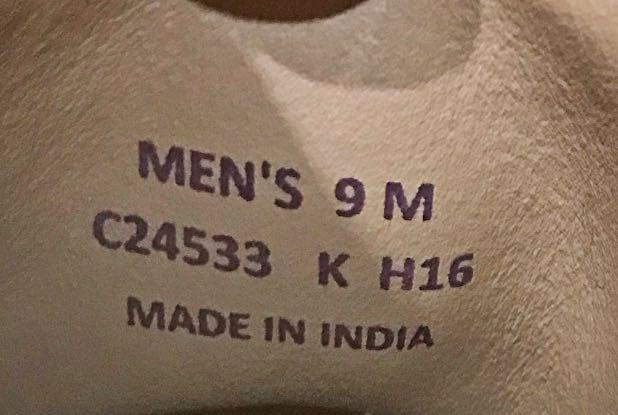 MEN'S 9 M
C24533 K H16
MADE IN INDIA